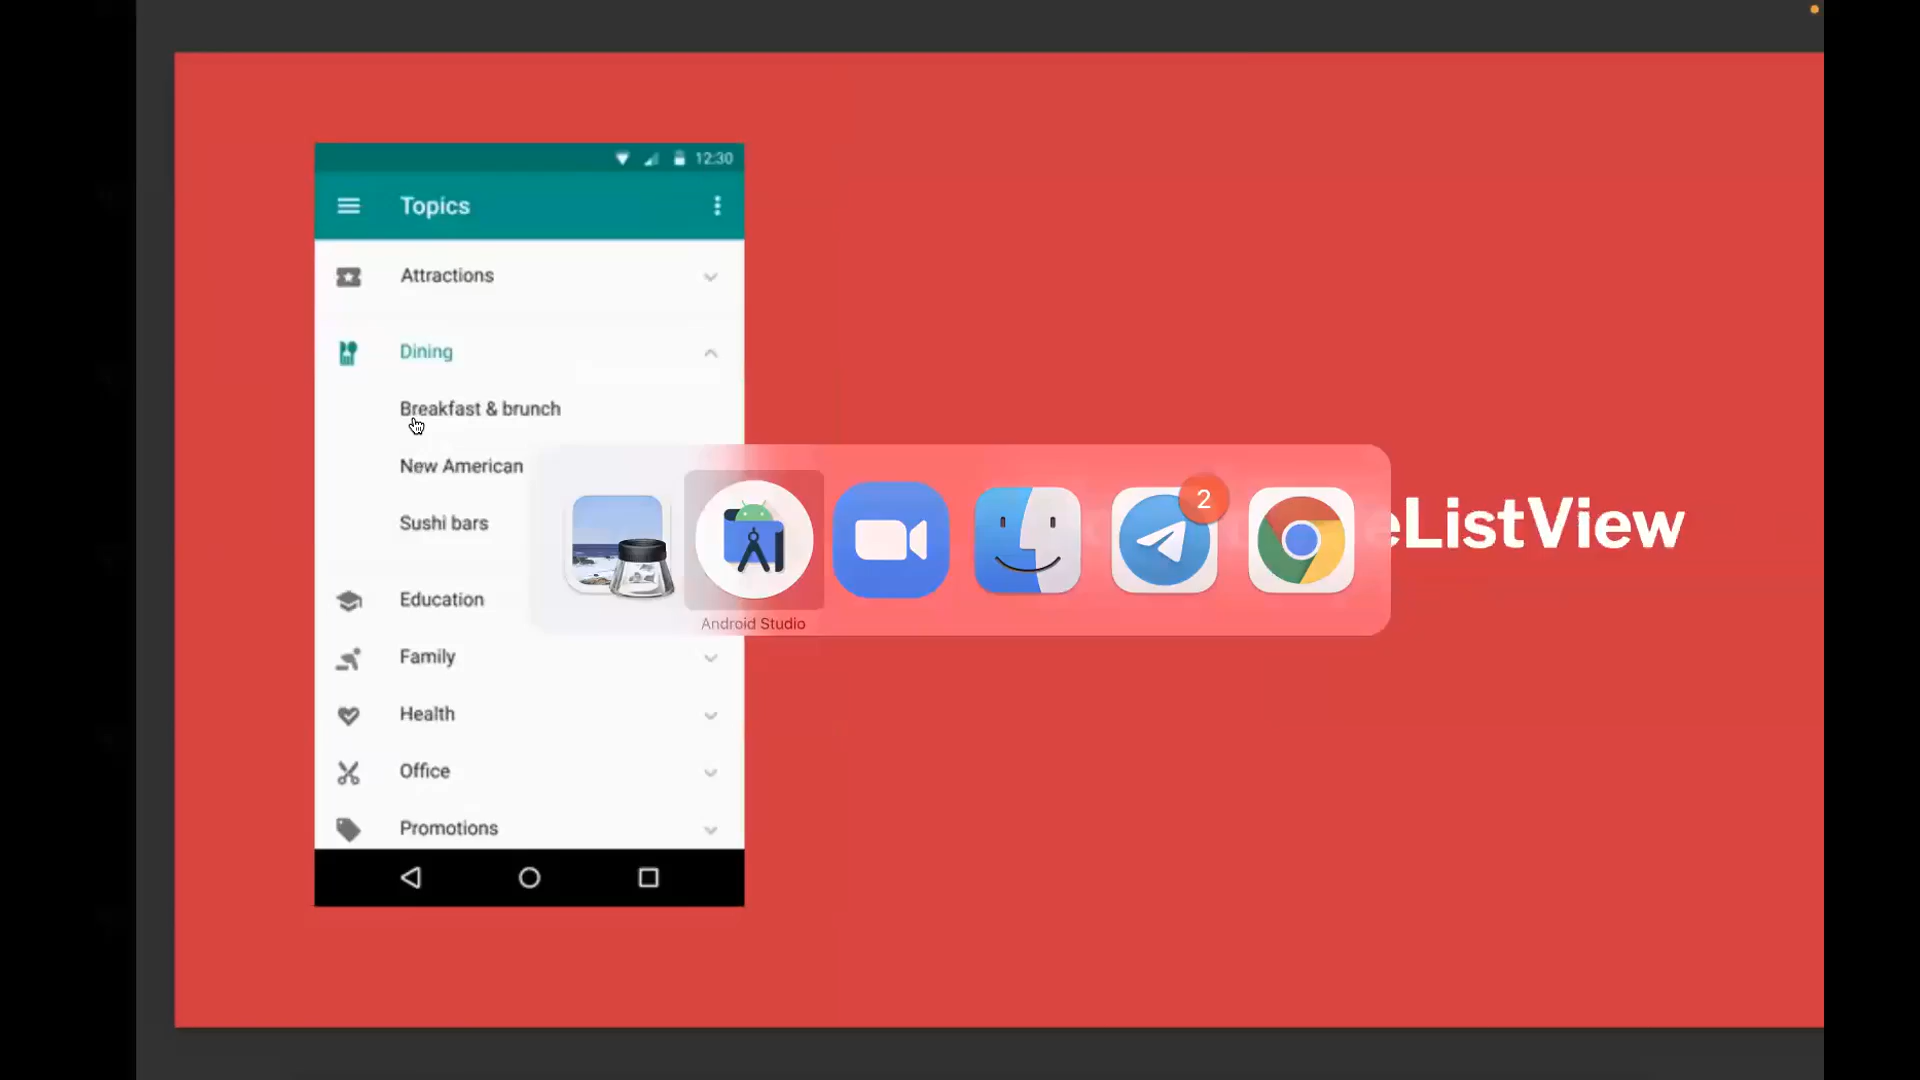 12:30
Topics
Attractions
Dining
Breakfast & brunch
New American
Sushi bars
Education
Family
Health
Office
Promotions
2
Android Studio
eListView